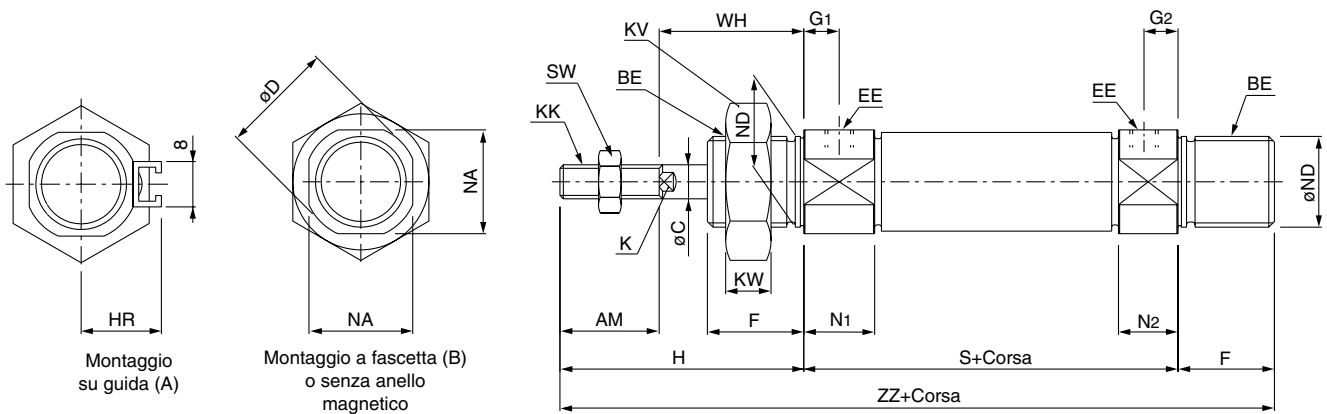 WH
G1
G2
KV
SW
BE
KK
EE
EE
BE
øD
8
NA
ND
øND
K
øC
KW
HR
NA
AM
F
N1
N2
Montaggio
su guida (A)
Montaggio a fascetta (B)
o senza anello
magnetico
H
S+Corsa
F
ZZ+Corsa